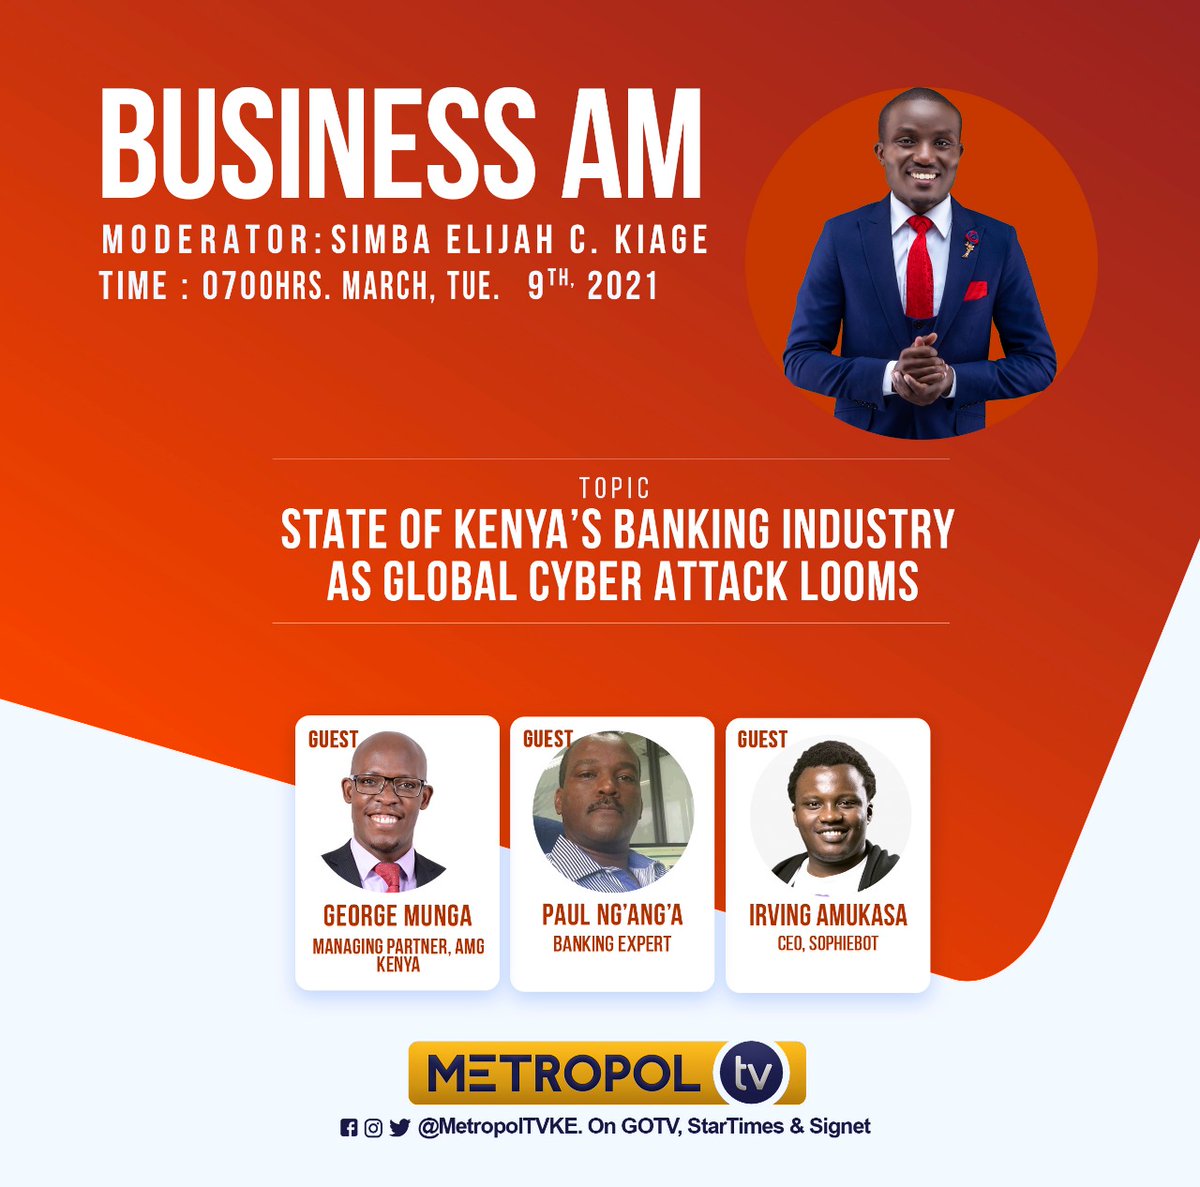 BUSINESS AM
MODERATOR: SIMBA ELIJAH C. KIAGE
TIME : 0700HRS. MARCH, TUE. 9TH, 2021
TOPIC
STATE OF KENYA'S BANKING INDUSTRY
AS GLOBAL CYBER ATTACK LOOMS
GUEST
GEORGE MUNGA
MANAGING PARTNER, AMG
KENYA
GUEST
PAUL NG'ANG'A
BANKING EXPERT
GUEST
IRVING AMUKASA
CEO, SOPHIEBOT
METROPOL tv
@MetropolTVKE. On GOTV, StarTimes & Signet